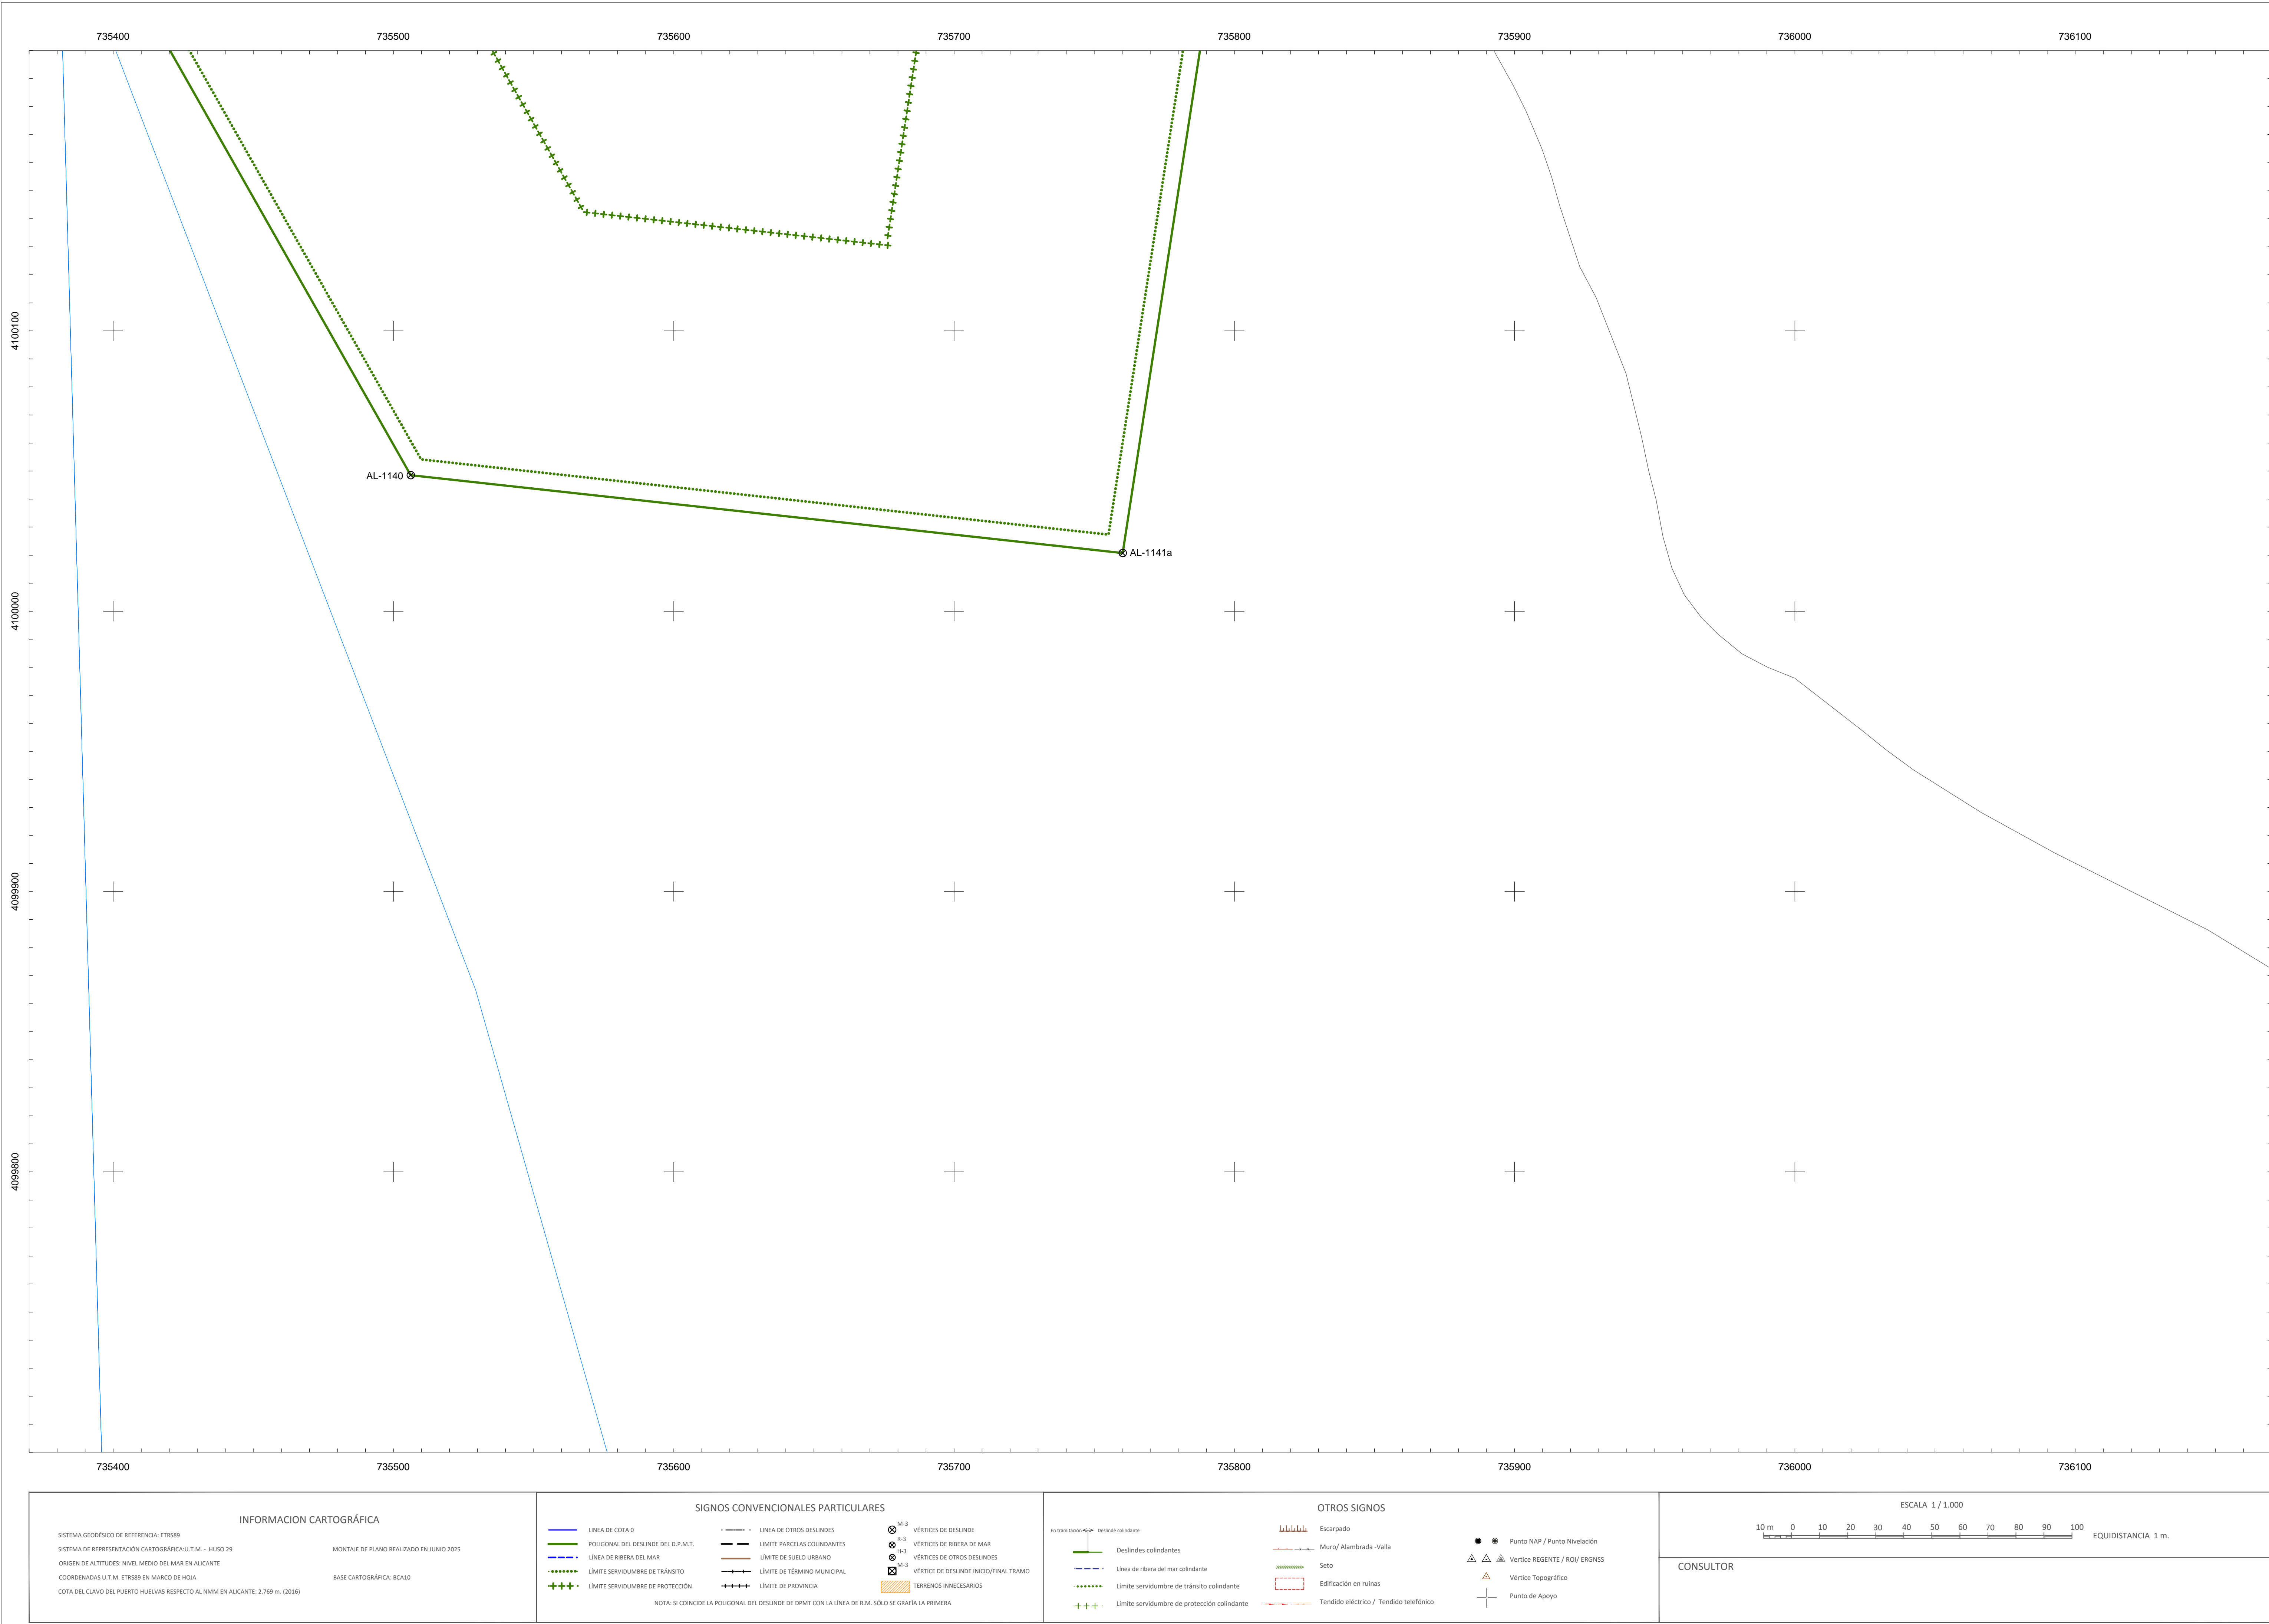 735400 735500 735600 735700 735800 735900 736000 736100
4100100
4100000
4099900
4099800
AL-1140
AL-1141a
735400 735500 735600 735700 735800 735900 736000 736100
INFORMACION CARTOGRÁFICA
SISTEMA GEODÉSICO DE REFERENCIA: ETRS89
SISTEMA DE REPRESENTACIÓN CARTOGRÁFICA:U.T.M. - HUSO 29
MONTAJE DE PLANO REALIZADO EN JUNIO 2025
ORIGEN DE ALTITUDES: NIVEL MEDIO DEL MAR EN ALICANTE
COORDENADAS U.T.M. ETRS89 EN MARCO DE HOJA
BASE CARTOGRÁFICA: BCA10
COTA DEL CLAVO DEL PUERTO HUELVAS RESPECTO AL NMM EN ALICANTE: 2.769 m. (2016)
SIGNOS CONVENCIONALES PARTICULARES
LINEA DE COTA 0
POLIGONAL DEL DESLINDE DEL D.P.M.T.
LÍNEA DE RIBERA DEL MAR
LÍMITE SERVIDUMBRE DE TRÁNSITO
LÍMITE SERVIDUMBRE DE PROTECCIÓN
LINEA DE OTROS DESLINDES
LIMITE PARCELAS COLINDANTES
LÍMITE DE SUELO URBANO
LÍMITE DE TÉRMINO MUNICIPAL
LÍMITE DE PROVINCIA
M-3 VÉRTICES DE DESLINDE
R-3 VÉRTICES DE RIBERA DE MAR
H-3 VÉRTICES DE OTROS DESLINDES
M-3 VÉRTICE DE DESLINDE INICIO/FINAL TRAMO
TERRENOS INNECESARIOS
NOTA: SI COINCIDE LA POLIGONAL DEL DESLINDE DE DPMT CON LA LÍNEA DE R.M. SÓLO SE GRAFÍA LA PRIMERA
OTROS SIGNOS
En tramitación Deslinde colindante
Deslindes colindantes
Línea de ribera del mar colindante
Límite servidumbre de tránsito colindante
Límite servidumbre de protección colindante
Escarpado
Muro/ Alambrada -Valla
Seto
Edificación en ruinas
Tendido eléctrico / Tendido telefónico
Punto NAP / Punto Nivelación
Vertice REGENTE / ROI/ ERGNSS
Vértice Topográfico
Punto de Apoyo
ESCALA 1 / 1.000
10 m 0 10 20 30 40 50 60 70 80 90 100
EQUIDISTANCIA 1 m.
CONSULTOR